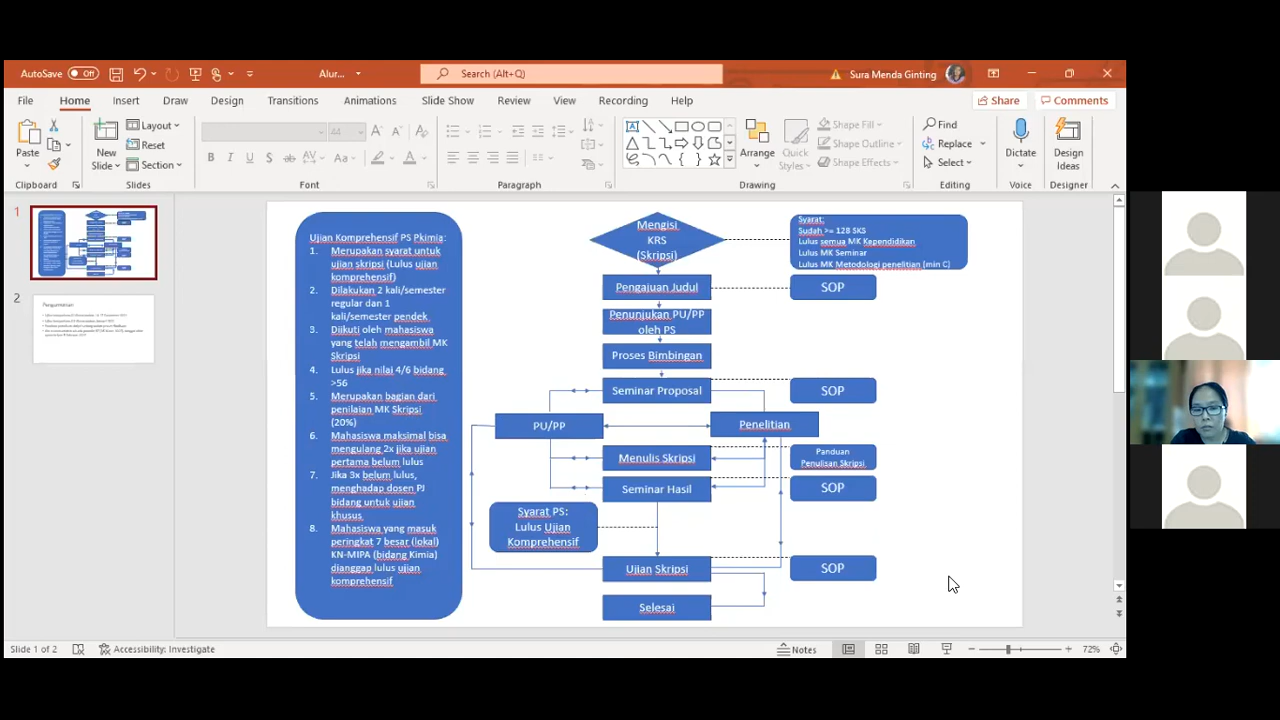 AutoSave Off Alur... Search (Alt+Q) Sura Menda Ginting
File Home Insert Draw Design Transitions Animations Slide Show Review View Recording Help Share Comments
Paste
New
Slide
Layout
Reset
Section
44
B I U S ab AV Aa A
Arrange
Quick
Styles
Shape Fill
Shape Outline
Shape Effects
Find
Replace
Select
Dictate
Design
Ideas
Clipboard Slides Font Paragraph Drawing Editing Voice Designer
1
2
Ujian Komprehensif PS Pkimia:
1. Merupakan syarat untuk
ujian skripsi (Lulus ujian
komprehensif)
2. Dilakukan 2 kali/semester
regular dan 1
kali/semester pendek
3. Diikuti oleh mahasiswa
yang telah mengambil MK
Skripsi
4. Lulus jika nilai 4/6 bidang
>56
5. Merupakan bagian dari
penilaian MK Skripsi
(20%)
6. Mahasiswa maksimal bisa
mengulang 2x jika ujian
pertama belum lulus
7. Jika 3x belum lulus,
menghadap dosen PJ
bidang untuk ujian
khusus
8. Mahasiswa yang masuk
peringkat 7 besar (lokal)
KN-MIPA (bidang Kimia)
dianggap lulus ujian
komprehensif
Mengisi
KRS
(Skripsi)
Syarat:
Sudah >= 128 SKS
Lulus semua MK Kependidikan
Lulus MK Seminar
Lulus MK Metodologi penelitian (min C)
Pengajuan Judul
SOP
Penunjukan PU/PP
oleh PS
Proses Bimbingan
Seminar Proposal
SOP
PU/PP
Penelitian
Menulis Skripsi
Panduan
Penulisan Skripsi
Seminar Hasil
SOP
Syarat PS:
Lulus Ujian
Komprehensif
Ujian Skripsi
SOP
Selesai
Slide 1 of 2 Accessibility: Investigate Notes 72%